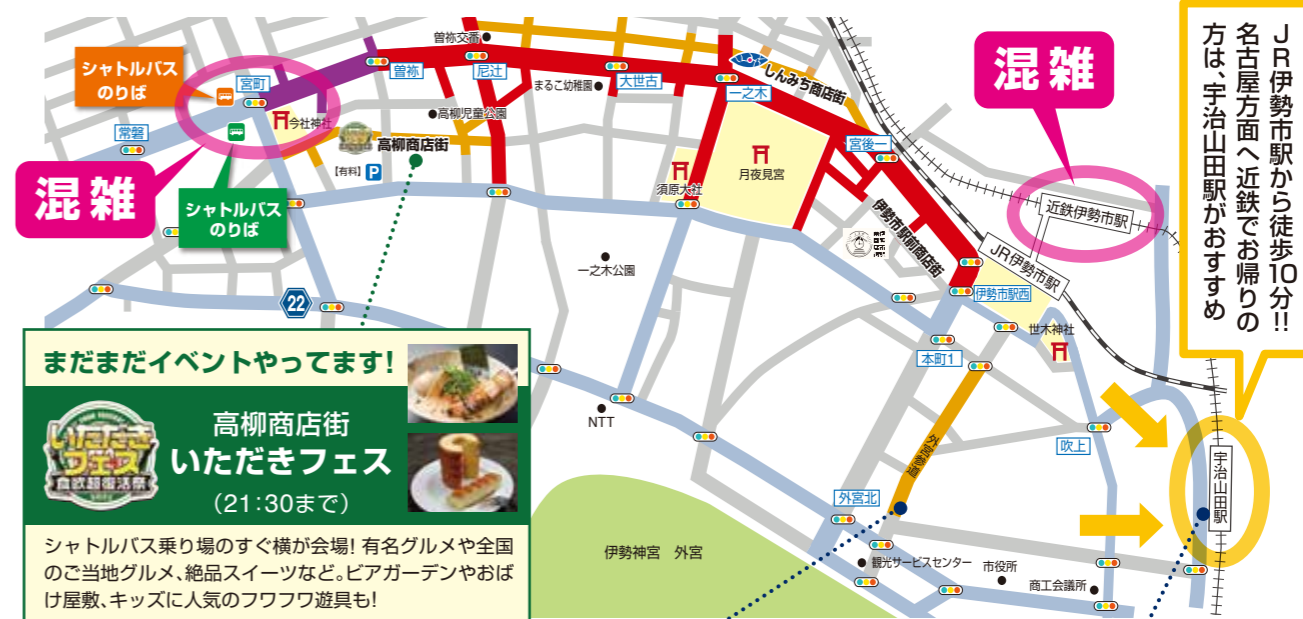 JR伊勢市駅から徒歩10分!!
名古屋方面へ近鉄でお帰りの
方は、宇治山田駅がおすすめ
混雑
近鉄伊勢市駅
JR伊勢市駅
宇治山田駅
シャトルバス
のりば
宮町
常磐
混雑
シャトルバス
のりば
今社神社
曽祢交番
曽祢
尼辻
まるこ幼稚園
大世古
一之木
しんみち商店街
高柳児童公園
高柳商店街
【有料】
P
須原大社
月夜見宮
宮後一
伊勢市駅前商店街
伊勢市駅西
世木神社
一之木公園
22
本町1
NTT
吹上
外宮参道
外宮北
伊勢神宮 外宮
観光サービスセンター
市役所
商工会議所
まだまだイベントやってます!
いただき
フェス
食欲超復活祭
高柳商店街
いただきフェス
(21:30まで)
シャトルバス乗り場のすぐ横が会場! 有名グルメや全国
のご当地グルメ、絶品スイーツなど。ビアガーデンやおば
け屋敷、キッズに人気のフワフワ遊具も!